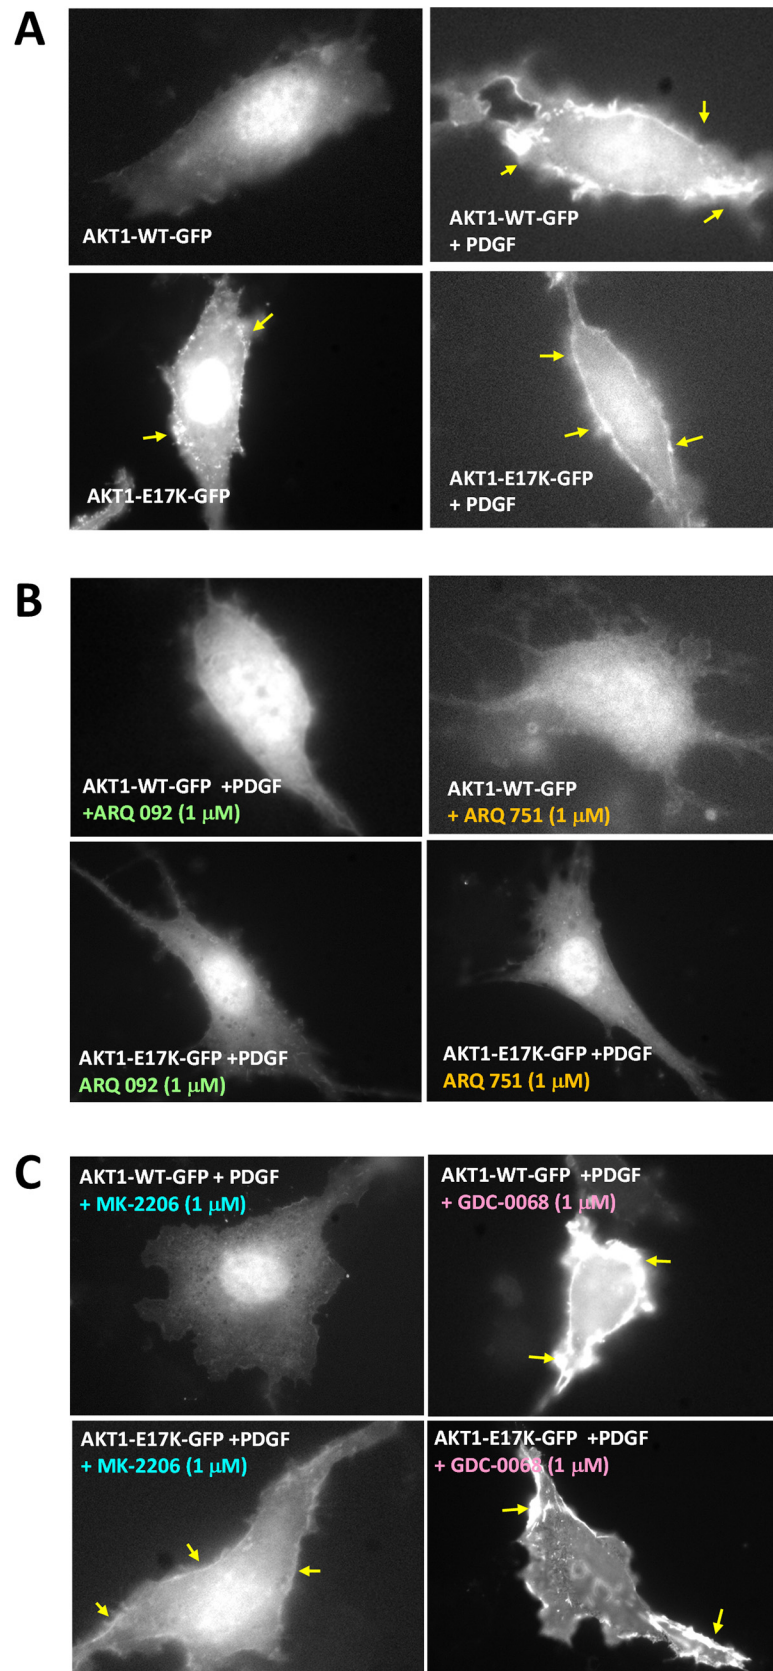 A
AKT1-WT-GFP
AKT1-WT-GFP
+ PDGF
AKT1-E17K-GFP
AKT1-E17K-GFP
+ PDGF
B
AKT1-WT-GFP +PDGF
+ARQ 092 (1 μM)
AKT1-WT-GFP
+ ARQ 751 (1 μM)
AKT1-E17K-GFP +PDGF
ARQ 092 (1 μM)
AKT1-E17K-GFP +PDGF
ARQ 751 (1 μM)
C
AKT1-WT-GFP + PDGF
+ MK-2206 (1 μM)
AKT1-WT-GFP +PDGF
+ GDC-0068 (1 μM)
AKT1-E17K-GFP +PDGF
+ MK-2206 (1 μM)
AKT1-E17K-GFP +PDGF
+ GDC-0068 (1 μM)